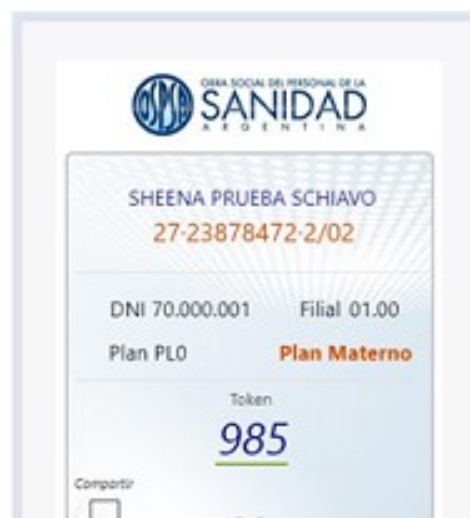 OSPSA
OBRA SOCIAL DEL PERSONAL DE LA
SANIDAD
ARGENTINA
SHEENA PRUEBA SCHIAVO
27-23878472-2/02
DNI 70.000.001 Filial 01.00
Plan PL0 Plan Materno
Token
985
Compartir